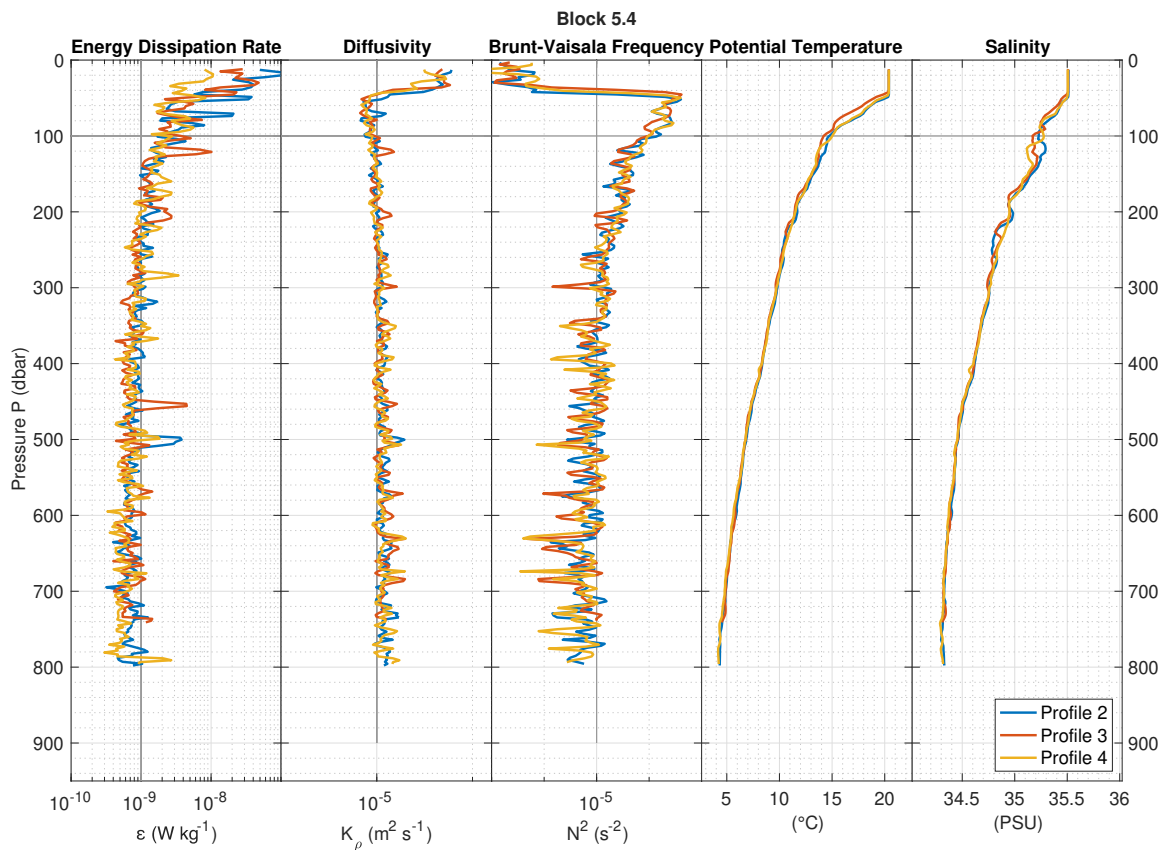 Block 5.4
Energy Dissipation Rate Diffusivity Brunt-Vaisala Frequency Potential Temperature Salinity
0 0
100 100
200 200
300 300
400 400
500 500
600 600
700 700
800 800
900 900
Pressure P (dbar)
Profile 2
Profile 3
Profile 4
10⁻¹⁰ 10⁻⁹ 10⁻⁸ 10⁻⁵ 10⁻⁵ 5 10 15 20 34.5 35 35.5 36
ε (W kg⁻¹) K_ρ (m² s⁻¹) N² (s⁻²) (°C) (PSU)